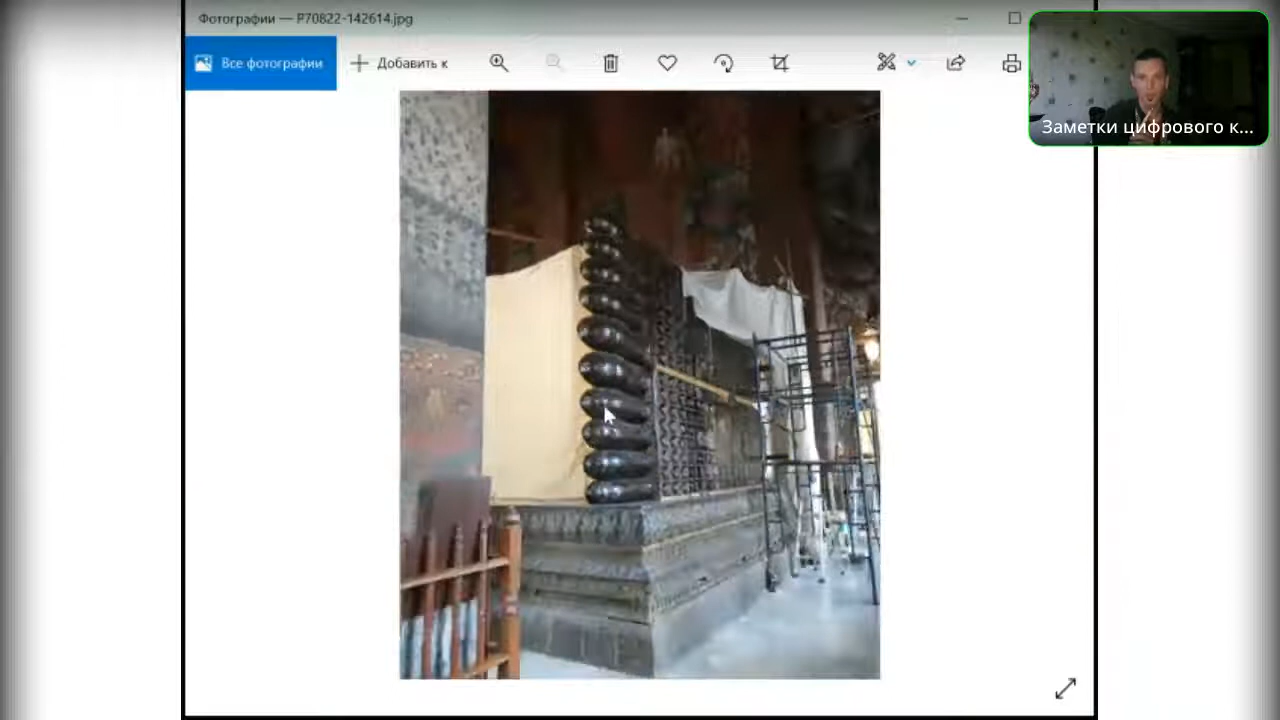 Фотографии — P70822-142614.jpg
Все фотографии
Добавить к
Заметки цифрового к...